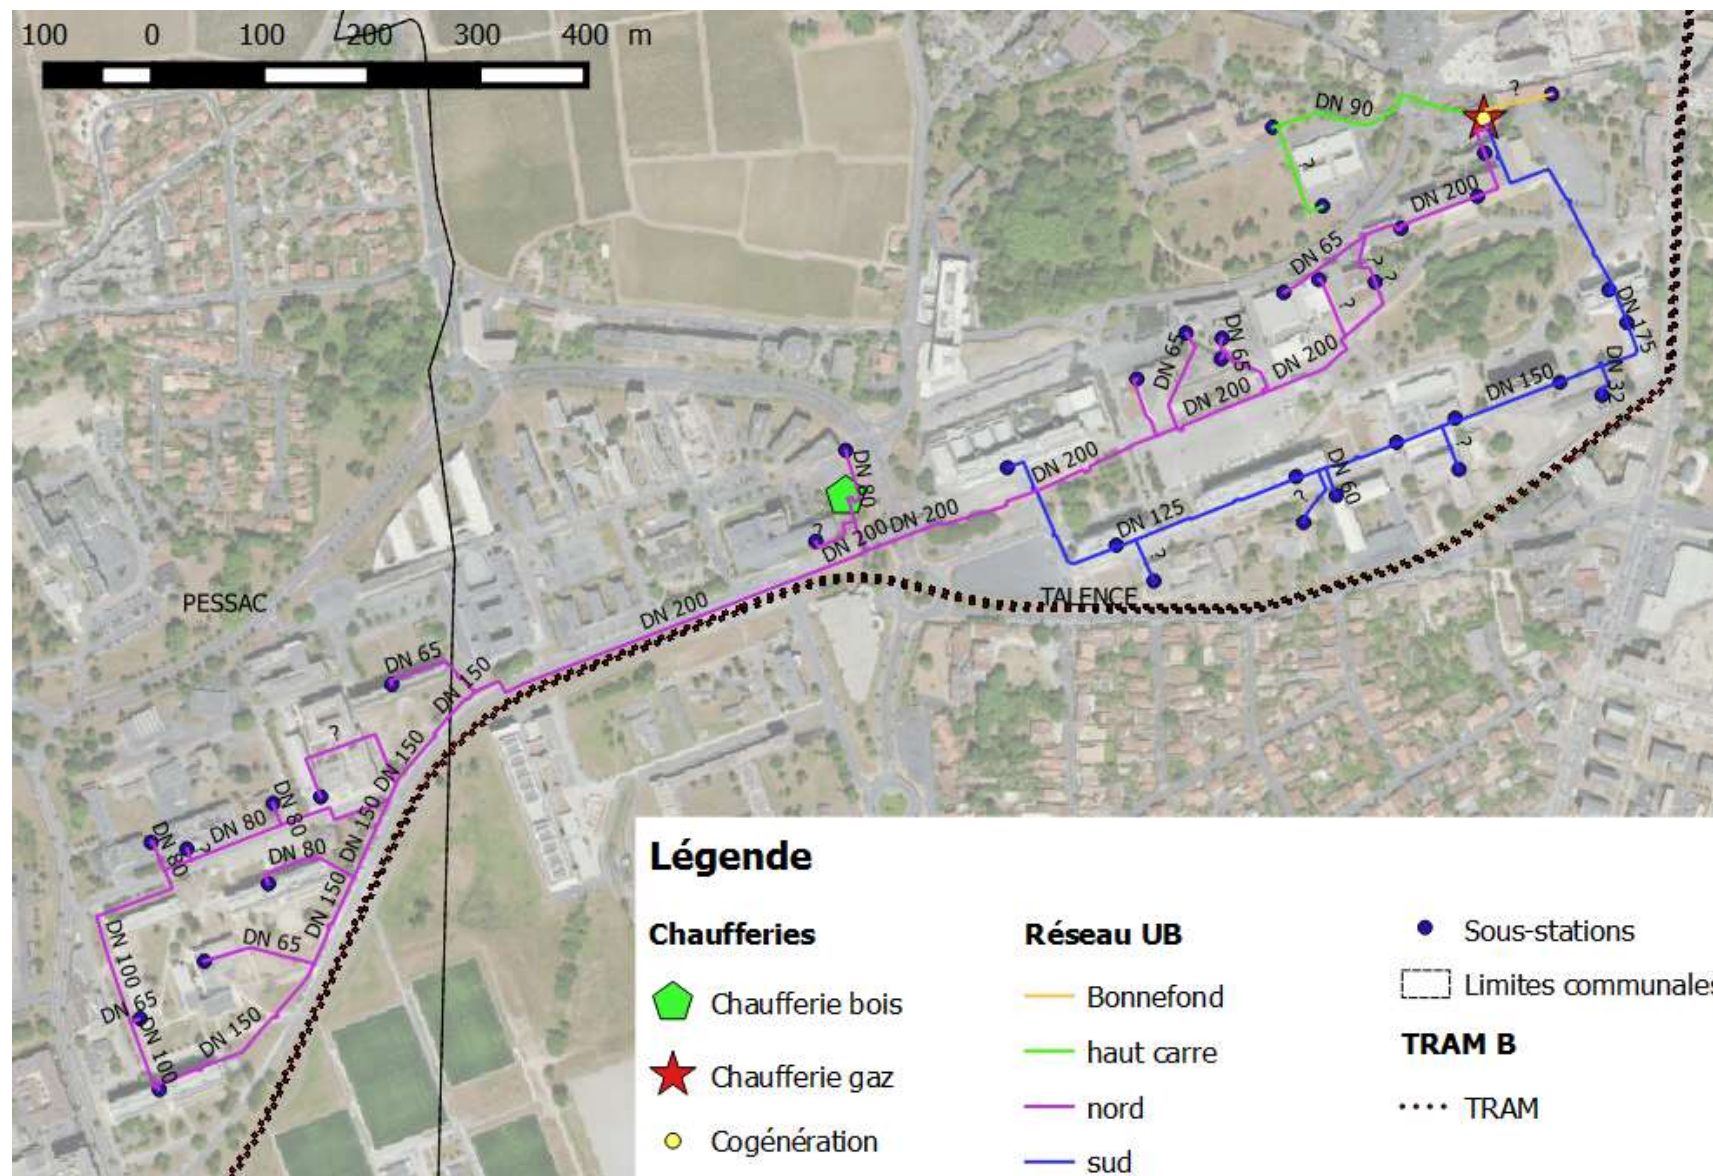 100 0 100 200 300 400 m
DN 90
?
?
DN 200
DN 65
?
?
?
DN 175
DN 65
DN 65
DN 200
DN 200
DN 150
DN 32
DN 200
?
DN 60
?
DN 125
?
DN 80
?
DN 200
DN 200
DN 200
TALENCE
PESSAC
DN 65
DN 150
?
DN 150
DN 80
DN 80
DN 150
DN 80
?
DN 80
DN 150
DN 65
DN 100
DN 65
DN 100
DN 150
Légende
Chaufferies
Chaufferie bois
Chaufferie gaz
Cogénération
Réseau UB
Bonnefond
haut carre
nord
sud
Sous-stations
Limites communales
TRAM B
TRAM